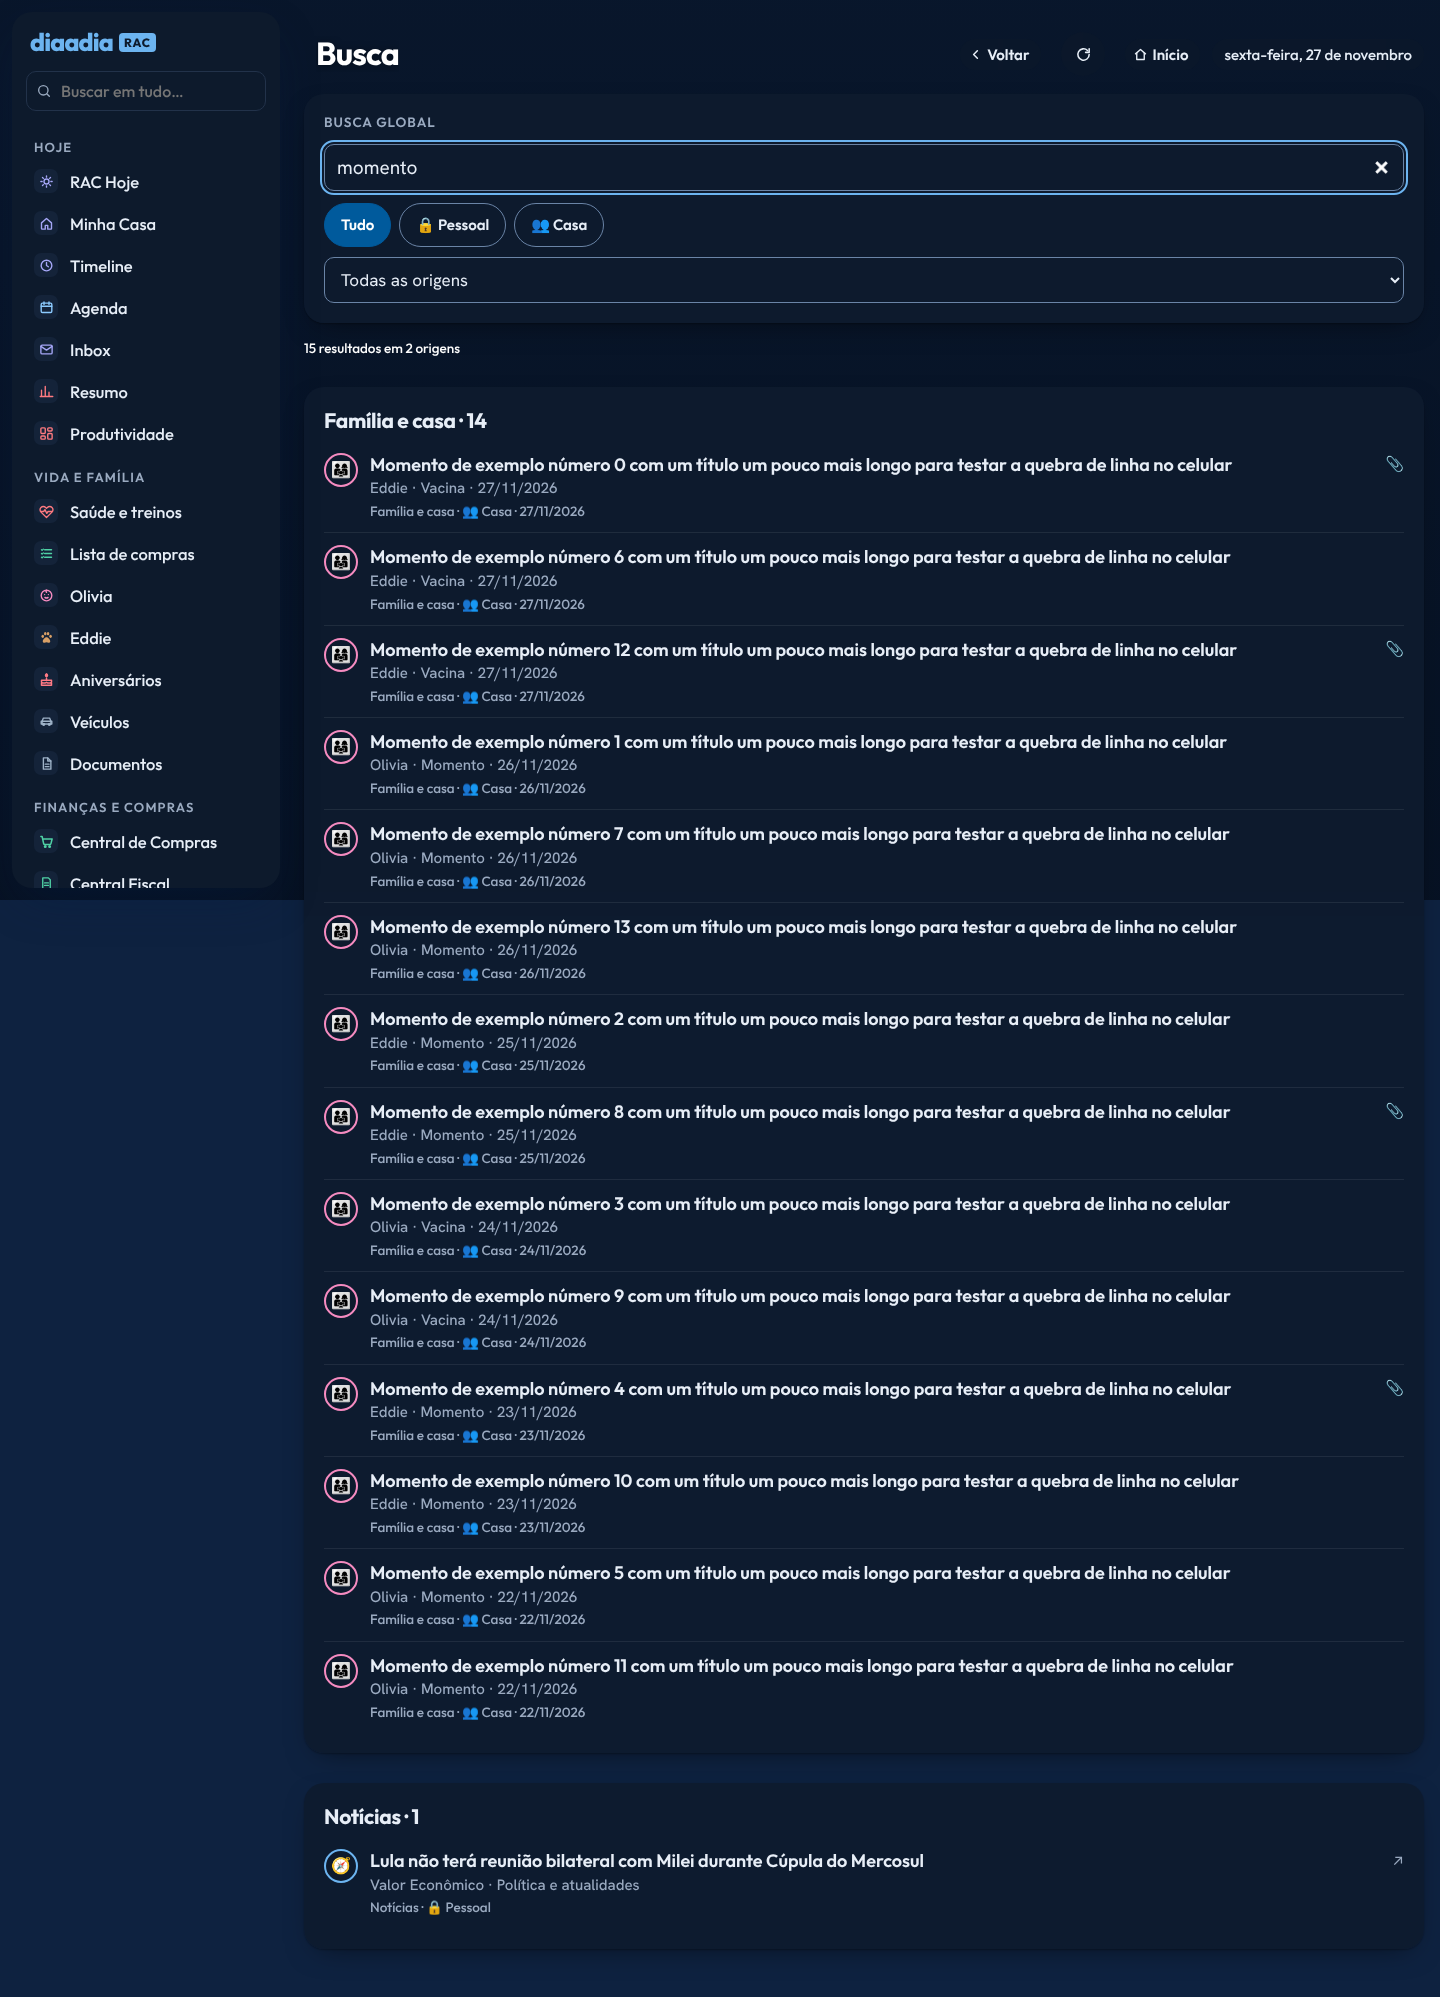 diaadia RAC
Buscar em tudo...
HOJE
RAC Hoje
Minha Casa
Timeline
Agenda
Inbox
Resumo
Produtividade
VIDA E FAMÍLIA
Saúde e treinos
Lista de compras
Olivia
Eddie
Aniversários
Veículos
Documentos
FINANÇAS E COMPRAS
Central de Compras
Central Fiscal
Busca
Voltar
Início
sexta-feira, 27 de novembro
BUSCA GLOBAL
momento
Tudo
Pessoal
Casa
Todas as origens
15 resultados em 2 origens
Família e casa · 14
Momento de exemplo número 0 com um título um pouco mais longo para testar a quebra de linha no celular
Eddie · Vacina · 27/11/2026
Família e casa · Casa · 27/11/2026
Momento de exemplo número 6 com um título um pouco mais longo para testar a quebra de linha no celular
Eddie · Vacina · 27/11/2026
Família e casa · Casa · 27/11/2026
Momento de exemplo número 12 com um título um pouco mais longo para testar a quebra de linha no celular
Eddie · Vacina · 27/11/2026
Família e casa · Casa · 27/11/2026
Momento de exemplo número 1 com um título um pouco mais longo para testar a quebra de linha no celular
Olivia · Momento · 26/11/2026
Família e casa · Casa · 26/11/2026
Momento de exemplo número 7 com um título um pouco mais longo para testar a quebra de linha no celular
Olivia · Momento · 26/11/2026
Família e casa · Casa · 26/11/2026
Momento de exemplo número 13 com um título um pouco mais longo para testar a quebra de linha no celular
Olivia · Momento · 26/11/2026
Família e casa · Casa · 26/11/2026
Momento de exemplo número 2 com um título um pouco mais longo para testar a quebra de linha no celular
Eddie · Momento · 25/11/2026
Família e casa · Casa · 25/11/2026
Momento de exemplo número 8 com um título um pouco mais longo para testar a quebra de linha no celular
Eddie · Momento · 25/11/2026
Família e casa · Casa · 25/11/2026
Momento de exemplo número 3 com um título um pouco mais longo para testar a quebra de linha no celular
Olivia · Vacina · 24/11/2026
Família e casa · Casa · 24/11/2026
Momento de exemplo número 9 com um título um pouco mais longo para testar a quebra de linha no celular
Olivia · Vacina · 24/11/2026
Família e casa · Casa · 24/11/2026
Momento de exemplo número 4 com um título um pouco mais longo para testar a quebra de linha no celular
Eddie · Momento · 23/11/2026
Família e casa · Casa · 23/11/2026
Momento de exemplo número 10 com um título um pouco mais longo para testar a quebra de linha no celular
Eddie · Momento · 23/11/2026
Família e casa · Casa · 23/11/2026
Momento de exemplo número 5 com um título um pouco mais longo para testar a quebra de linha no celular
Olivia · Momento · 22/11/2026
Família e casa · Casa · 22/11/2026
Momento de exemplo número 11 com um título um pouco mais longo para testar a quebra de linha no celular
Olivia · Momento · 22/11/2026
Família e casa · Casa · 22/11/2026
Notícias · 1
Lula não terá reunião bilateral com Milei durante Cúpula do Mercosul
Valor Econômico · Política e atualidades
Notícias · Pessoal